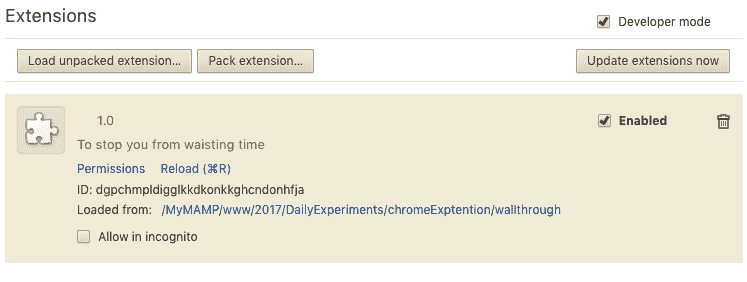 Extensions
Developer mode
Load unpacked extension... Pack extension... Update extensions now
1.0 Enabled
To stop you from waisting time
Permissions Reload (⌘R)
ID: dgpchmpldigglkkdkonkkghcndonhfja
Loaded from: /MyMAMP/www/2017/DailyExperiments/chromeExptention/wallthrough
Allow in incognito